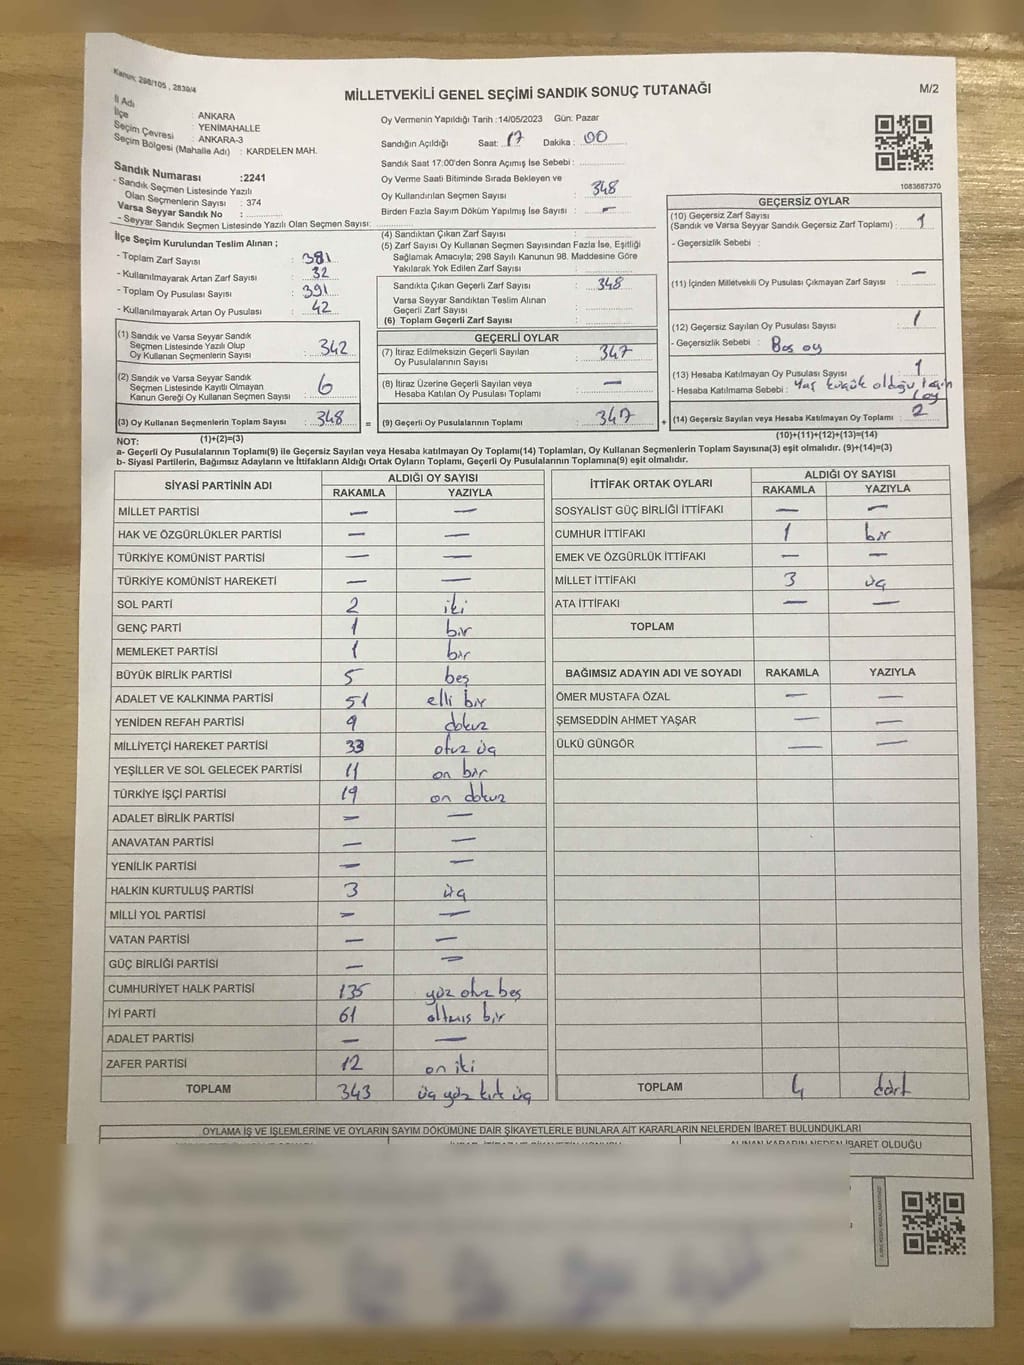 Kanun; 298/105 , 2839/4
MİLLETVEKİLİ GENEL SEÇİMİ SANDIK SONUÇ TUTANAĞI
M/2
İl Adı : ANKARA
İlçe : YENİMAHALLE
Seçim Çevresi : ANKARA-3
Seçim Bölgesi (Mahalle Adı) : KARDELEN MAH.
Sandık Numarası :2241
- Sandık Seçmen Listesinde Yazılı
Olan Seçmenlerin Sayısı : 374
Varsa Seyyar Sandık No :
- Seyyar Sandık Seçmen Listesinde Yazılı Olan Seçmen Sayısı:
Oy Vermenin Yapıldığı Tarih :14/05/2023 Gün: Pazar
Sandığın Açıldığı Saat: 17 Dakika : 00
Sandık Saat 17:00'den Sonra Açımış İse Sebebi :
Oy Verme Saati Bitiminde Sırada Bekleyen ve
Oy Kullandırılan Seçmen Sayısı : 348
Birden Fazla Sayım Döküm Yapılmış İse Sayısı : —
1083687370
İlçe Seçim Kurulundan Teslim Alınan ;
- Toplam Zarf Sayısı : 381
- Kullanılmayarak Artan Zarf Sayısı : 32
- Toplam Oy Pusulası Sayısı : 391
- Kullanılmayarak Artan Oy Pusulası : 42
(1) Sandık ve Varsa Seyyar Sandık
Seçmen Listesinde Yazılı Olup
Oy Kullanan Seçmenlerin Sayısı : 342
(2) Sandık ve Varsa Seyyar Sandık
Seçmen Listesinde Kayıtlı Olmayan
Kanun Gereği Oy Kullanan Seçmen Sayısı : 6
(3) Oy Kullanan Seçmenlerin Toplam Sayısı : 348 =
(1)+(2)=(3)
(4) Sandıktan Çıkan Zarf Sayısı :
(5) Zarf Sayısı Oy Kullanan Seçmen Sayısından Fazla İse, Eşitliği
Sağlamak Amacıyla; 298 Sayılı Kanunun 98. Maddesine Göre
Yakılarak Yok Edilen Zarf Sayısı :
Sandıkta Çıkan Geçerli Zarf Sayısı : 348
Varsa Seyyar Sandıktan Teslim Alınan
Geçerli Zarf Sayısı :
(6) Toplam Geçerli Zarf Sayısı :
GEÇERLİ OYLAR
(7) İtiraz Edilmeksizin Geçerli Sayılan
Oy Pusulalarının Sayısı : 347
(8) İtiraz Üzerine Geçerli Sayılan veya
Hesaba Katılan Oy Pusulası Toplamı : —
(9) Geçerli Oy Pusulalarının Toplamı : 347 +
GEÇERSİZ OYLAR
(10) Geçersiz Zarf Sayısı
(Sandık ve Varsa Seyyar Sandık Geçersiz Zarf Toplamı) : 1
- Geçersizlik Sebebi :
(11) İçinden Milletvekili Oy Pusulası Çıkmayan Zarf Sayısı : —
(12) Geçersiz Sayılan Oy Pusulası Sayısı : 1
- Geçersizlik Sebebi : Boş oy
(13) Hesaba Katılmayan Oy Pusulası Sayısı : 1
- Hesaba Katılmama Sebebi : Yaş küçük olduğu için
1 oy
(14) Geçersiz Sayılan veya Hesaba Katılmayan Oy Toplamı : 2
(10)+(11)+(12)+(13)=(14)
NOT:
a- Geçerli Oy Pusulalarının Toplamı(9) ile Geçersiz Sayılan veya Hesaba katılmayan Oy Toplamı(14) Toplamları, Oy Kullanan Seçmenlerin Toplam Sayısına(3) eşit olmalıdır. (9)+(14)=(3)
b- Siyasi Partilerin, Bağımsız Adayların ve İttifakların Aldığı Ortak Oyların Toplamı, Geçerli Oy Pusulalarının Toplamına(9) eşit olmalıdır.
SİYASİ PARTİNİN ADI ALDIĞI OY SAYISI
RAKAMLA YAZIYLA
MİLLET PARTİSİ — —
HAK VE ÖZGÜRLÜKLER PARTİSİ — —
TÜRKİYE KOMÜNİST PARTİSİ — —
TÜRKİYE KOMÜNİST HAREKETİ — —
SOL PARTİ 2 iki
GENÇ PARTİ 1 bir
MEMLEKET PARTİSİ 1 bir
BÜYÜK BİRLİK PARTİSİ 5 beş
ADALET VE KALKINMA PARTİSİ 51 elli bir
YENİDEN REFAH PARTİSİ 9 dokuz
MİLLİYETÇİ HAREKET PARTİSİ 33 otuz üç
YEŞİLLER VE SOL GELECEK PARTİSİ 11 on bir
TÜRKİYE İŞÇİ PARTİSİ 19 on dokuz
ADALET BİRLİK PARTİSİ — —
ANAVATAN PARTİSİ — —
YENİLİK PARTİSİ — —
HALKIN KURTULUŞ PARTİSİ 3 üç
MİLLİ YOL PARTİSİ — —
VATAN PARTİSİ — —
GÜÇ BİRLİĞİ PARTİSİ — —
CUMHURİYET HALK PARTİSİ 135 yüz otuz beş
İYİ PARTİ 61 altmış bir
ADALET PARTİSİ — —
ZAFER PARTİSİ 12 on iki
TOPLAM 343 üç yüz kırk üç
İTTİFAK ORTAK OYLARI ALDIĞI OY SAYISI
RAKAMLA YAZIYLA
SOSYALİST GÜÇ BİRLİĞİ İTTİFAKI — —
CUMHUR İTTİFAKI 1 bir
EMEK VE ÖZGÜRLÜK İTTİFAKI — —
MİLLET İTTİFAKI 3 üç
ATA İTTİFAKI — —
TOPLAM
BAĞIMSIZ ADAYIN ADI VE SOYADI RAKAMLA YAZIYLA
ÖMER MUSTAFA ÖZAL — —
ŞEMSEDDİN AHMET YAŞAR — —
ÜLKÜ GÜNGÖR — —
TOPLAM 4 dört
OYLAMA İŞ VE İŞLEMLERİNE VE OYLARIN SAYIM DÖKÜMÜNE DAİR ŞİKAYETLERLE BUNLARA AİT KARARLARIN NELERDEN İBARET BULUNDUKLARI
ALINAN KARARIN NEDEN İBARET OLDUĞU